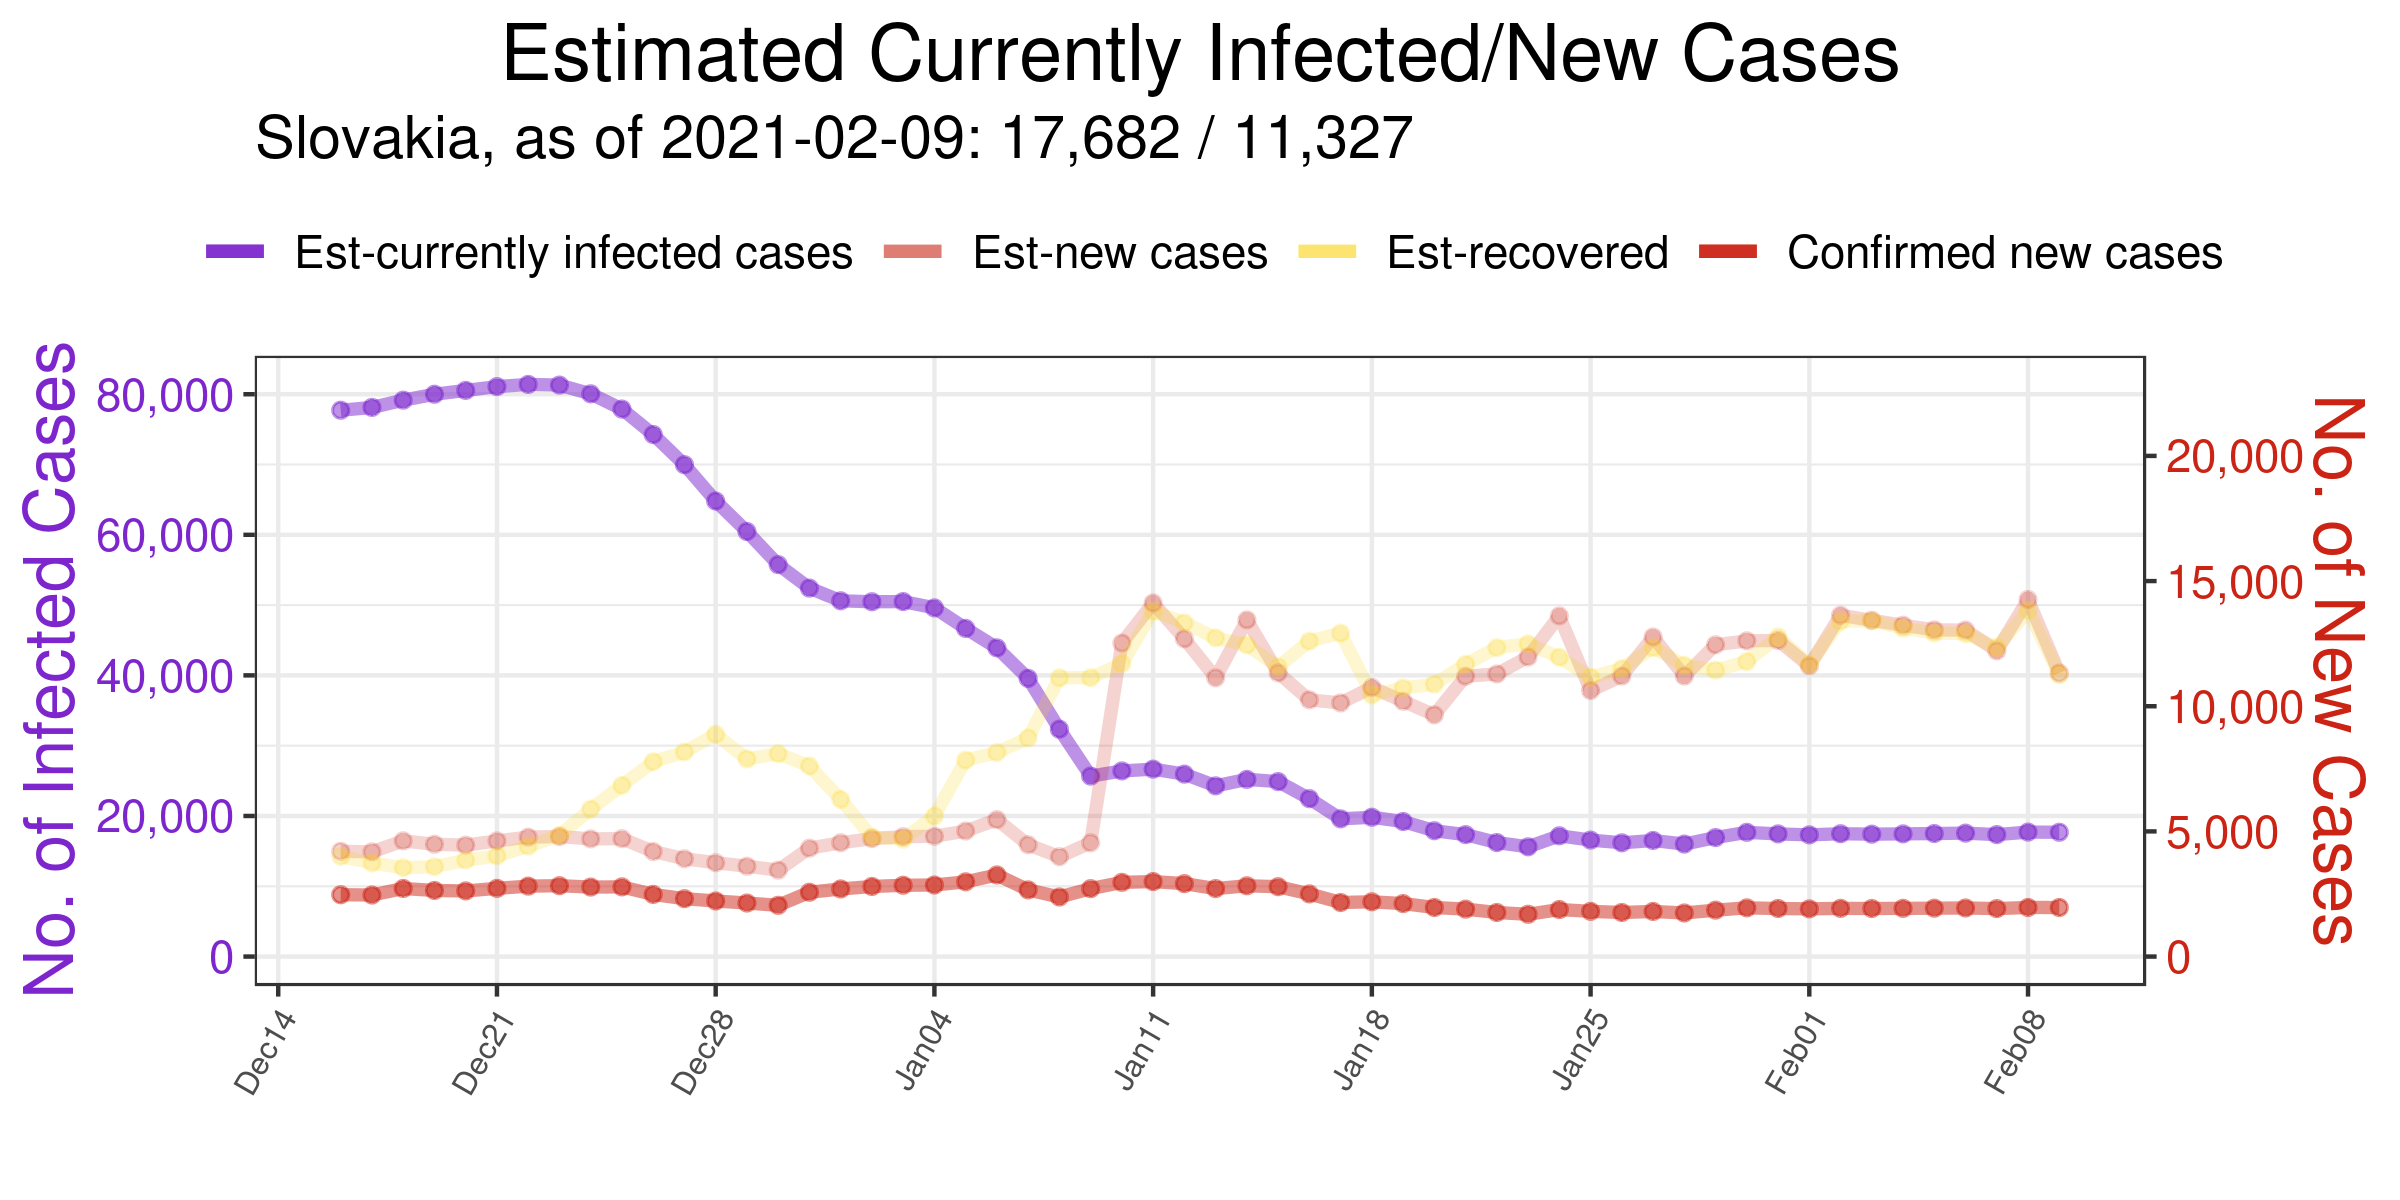 Estimated Currently Infected/New Cases
Slovakia, as of 2021-02-09: 17,682 / 11,327
Est-currently infected cases Est-new cases Est-recovered Confirmed new cases
No. of Infected Cases
80,000
60,000
40,000
20,000
0
20,000
15,000
10,000
5,000
0
No. of New Cases
Dec14 Dec21 Dec28 Jan04 Jan11 Jan18 Jan25 Feb01 Feb08